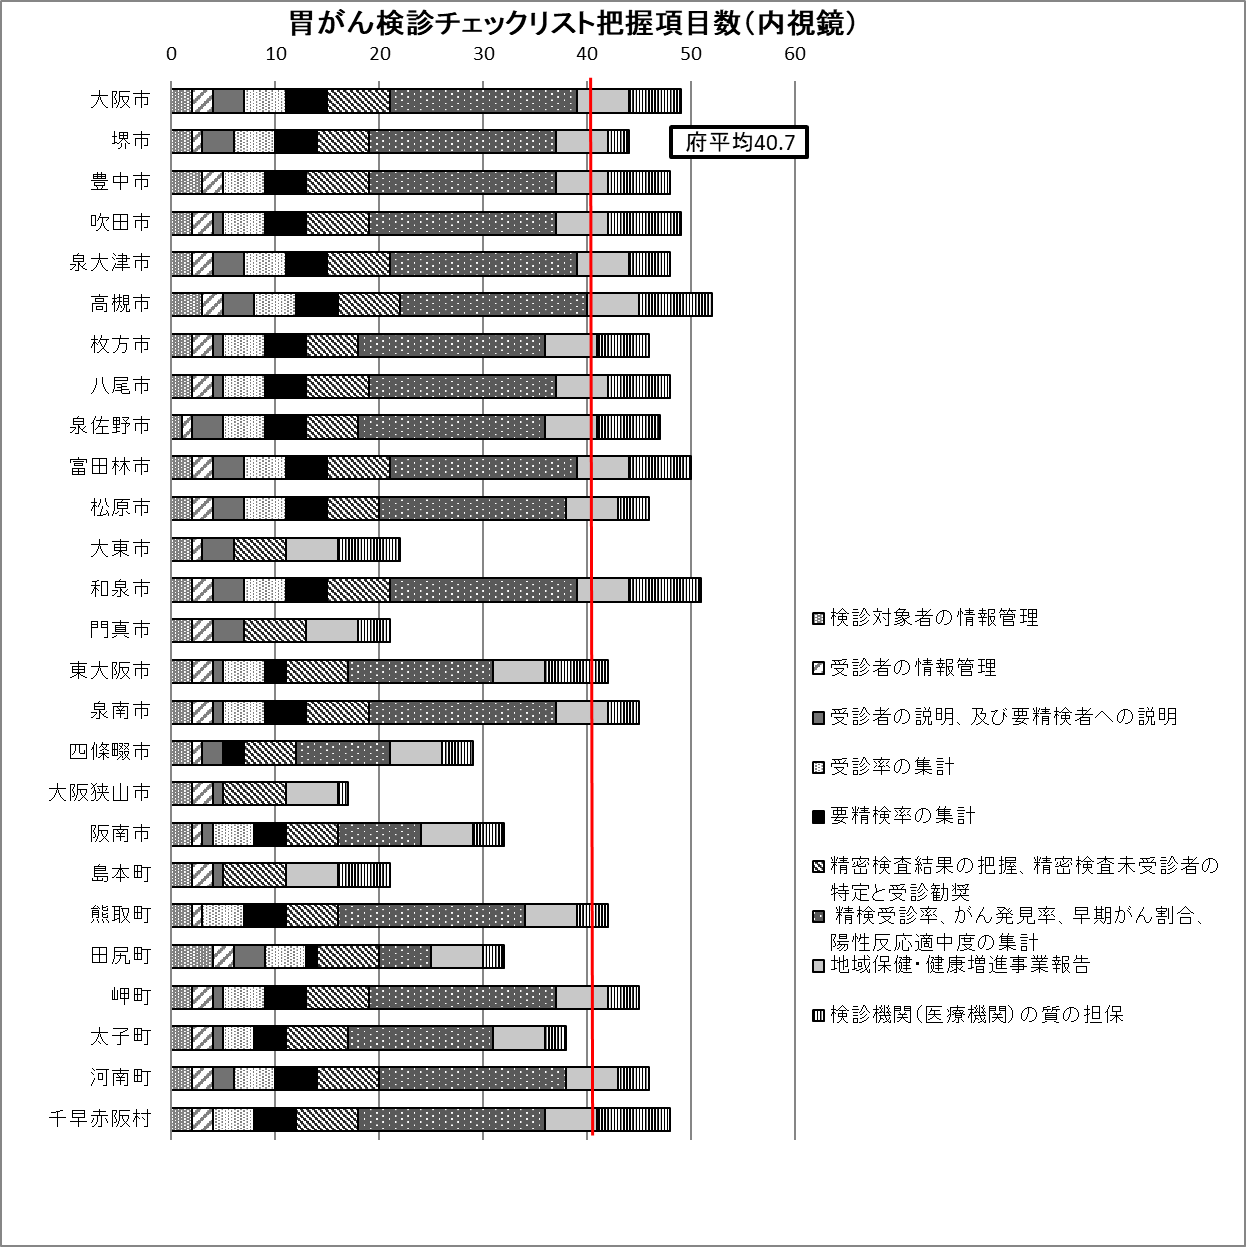 胃がん検診チェックリスト把握項目数（内視鏡）
0 10 20 30 40 50 60
大阪市
堺市
府平均40.7
豊中市
吹田市
泉大津市
高槻市
枚方市
八尾市
泉佐野市
富田林市
松原市
大東市
和泉市
門真市
東大阪市
泉南市
四條畷市
大阪狭山市
阪南市
島本町
熊取町
田尻町
岬町
太子町
河南町
千早赤阪村
検診対象者の情報管理
受診者の情報管理
受診者の説明、及び要精検者への説明
受診率の集計
要精検率の集計
精密検査結果の把握、精密検査未受診者の
特定と受診勧奨
精検受診率、がん発見率、早期がん割合、
陽性反応適中度の集計
地域保健・健康増進事業報告
検診機関（医療機関）の質の担保